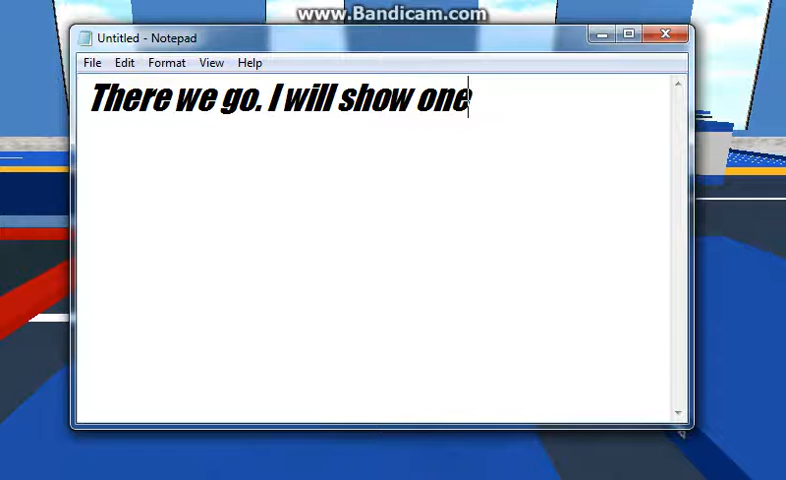 www.Bandicam.com
Untitled - Notepad
File Edit Format View Help
There we go. I will show one